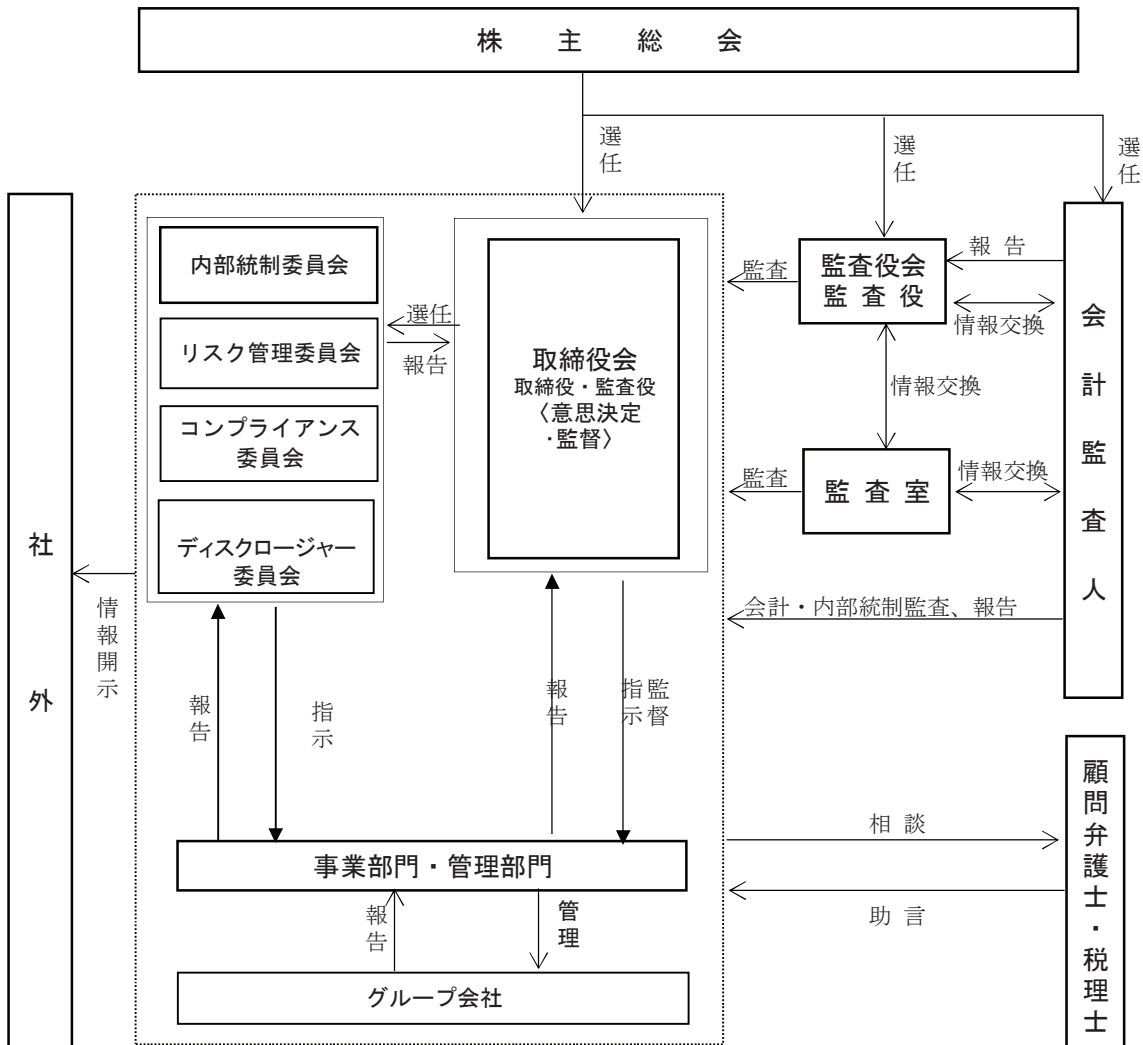 株主総会
選任
選任
選任
内部統制委員会
リスク管理委員会
コンプライアンス
委員会
ディスクロージャー
委員会
選任
報告
取締役会
取締役・監査役
〈意思決定
・監督〉
監査
監査役会
監査役
報告
情報交換
情報交換
監査
監査室
情報交換
会計監査人
会計・内部統制監査、報告
社外
情報開示
報告
指示
報告
監督
指示
事業部門・管理部門
報告
管理
グループ会社
相談
助言
顧問弁護士・税理士